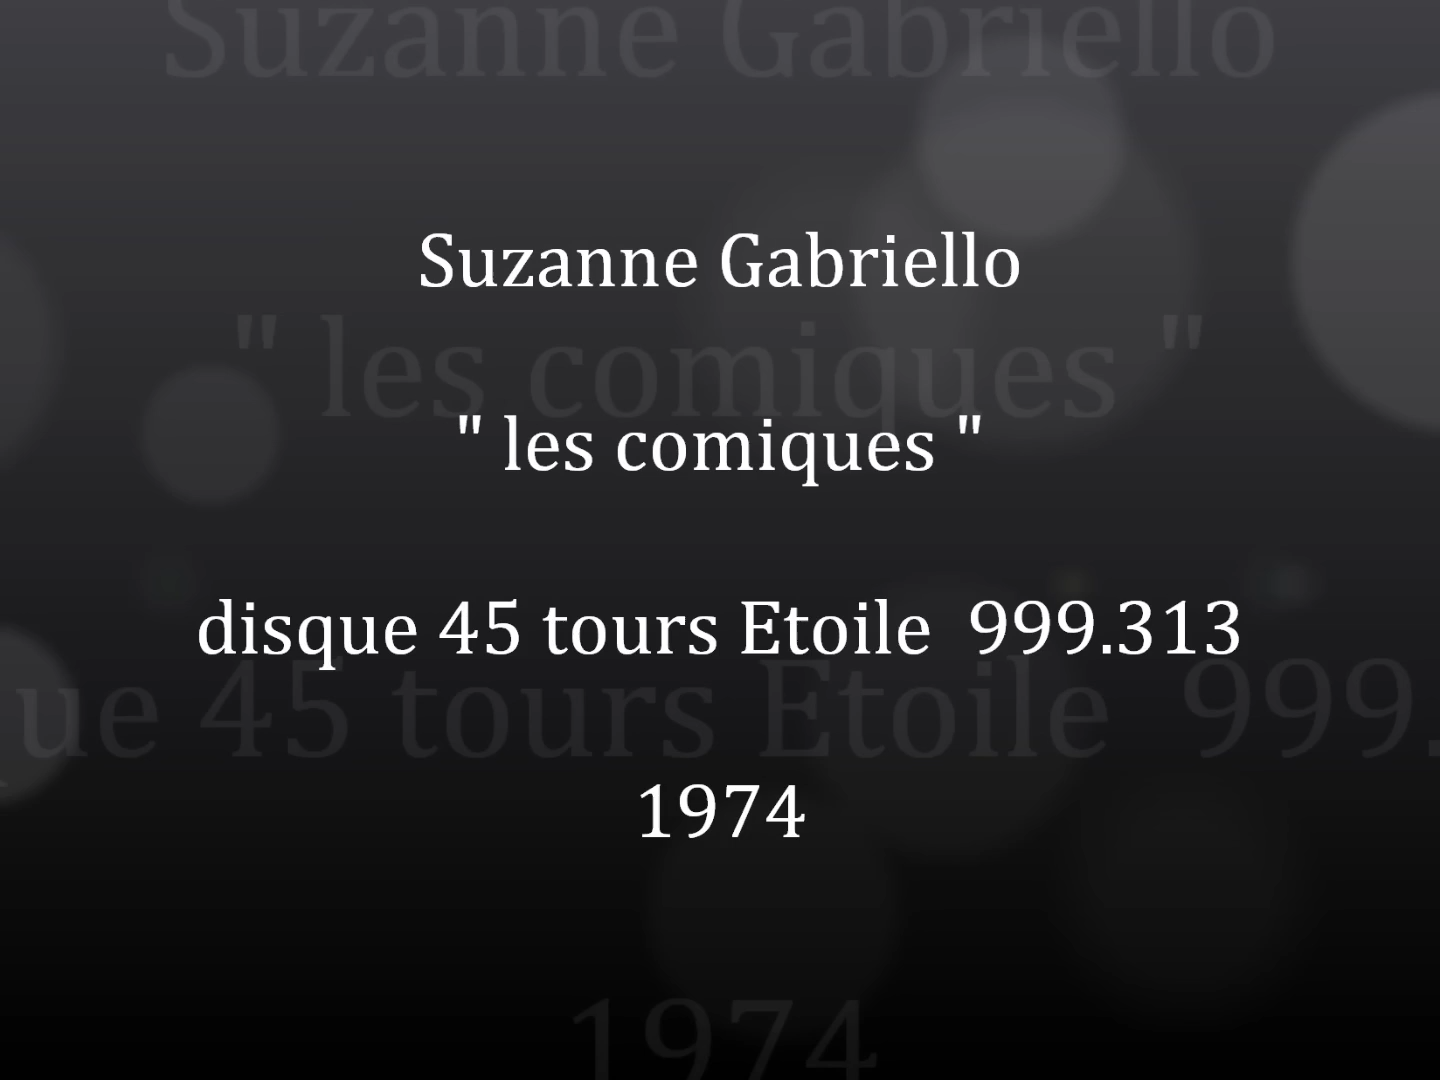 Suzanne Gabriello
" les comiques "
disque 45 tours Etoile  999.313
1974